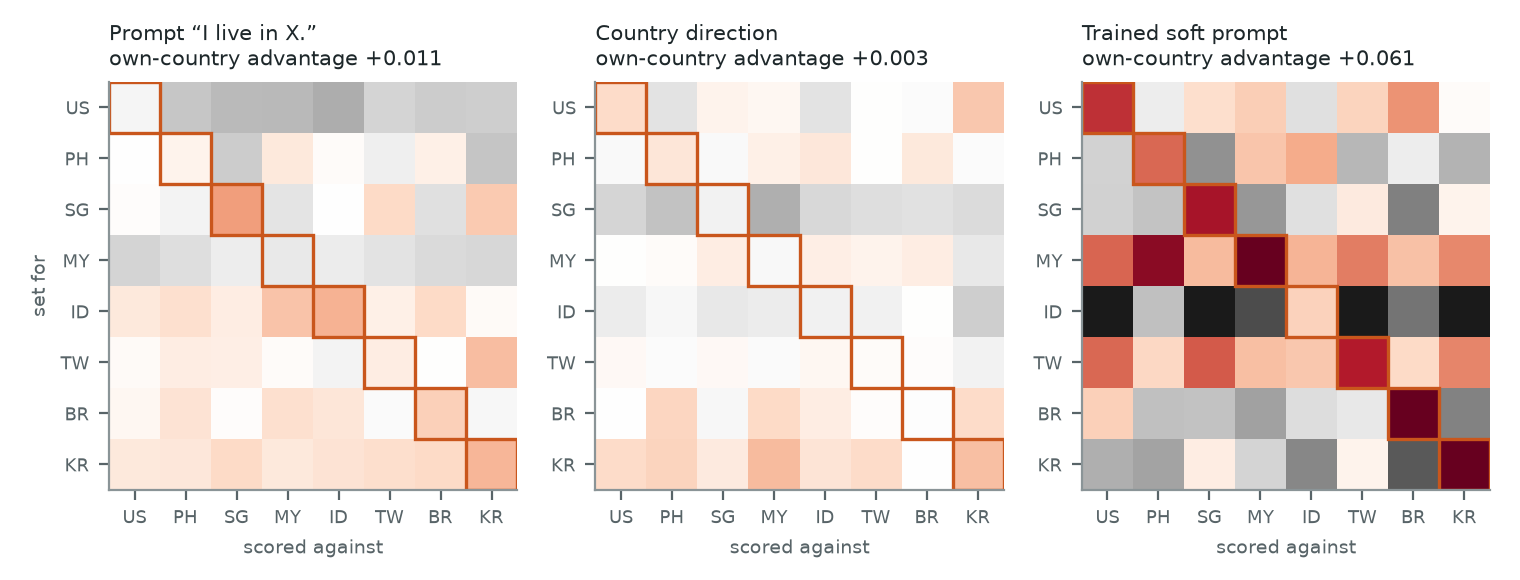 Prompt “I live in X.”
own-country advantage +0.011
Country direction
own-country advantage +0.003
Trained soft prompt
own-country advantage +0.061
set for
US
PH
SG
MY
ID
TW
BR
KR
US PH SG MY ID TW BR KR
scored against
US
PH
SG
MY
ID
TW
BR
KR
US PH SG MY ID TW BR KR
scored against
US
PH
SG
MY
ID
TW
BR
KR
US PH SG MY ID TW BR KR
scored against